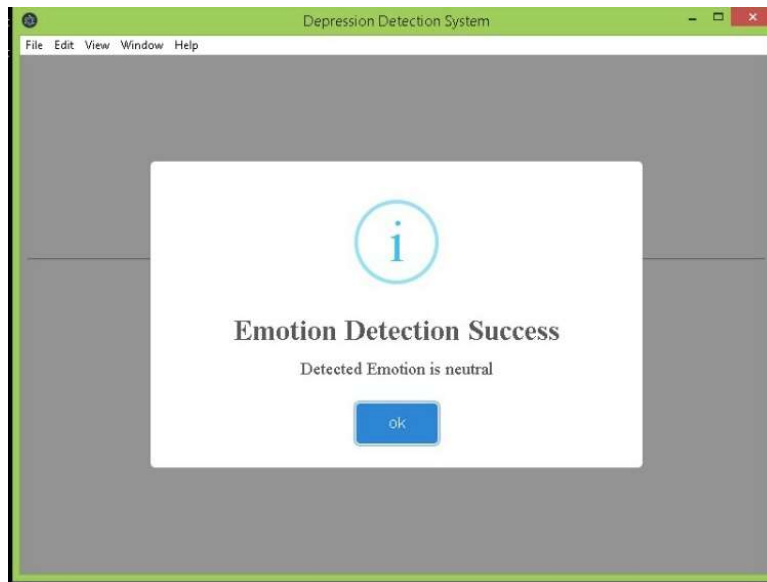 Depression Detection System
File Edit View Window Help
i
Emotion Detection Success
Detected Emotion is neutral
ok